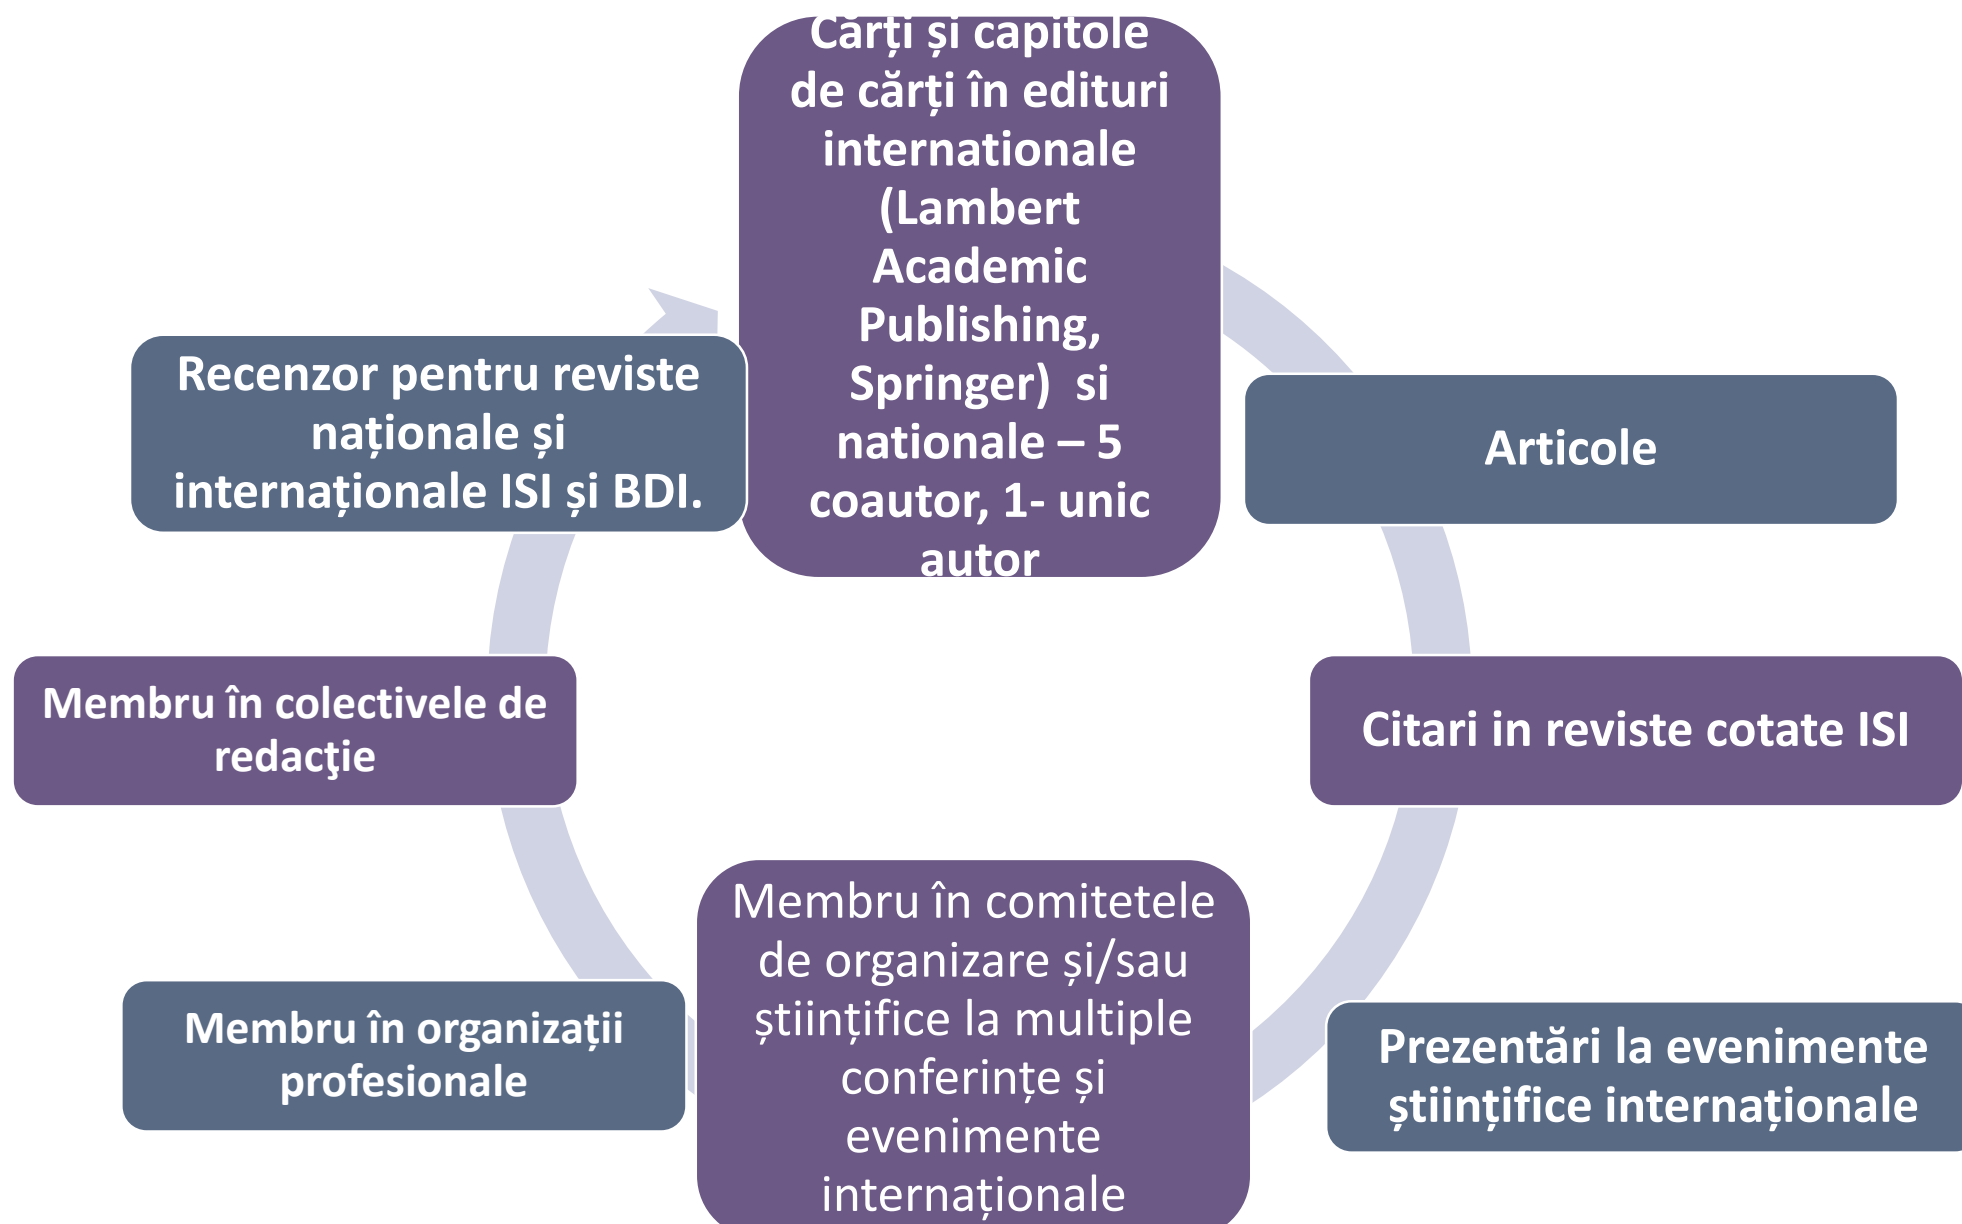 Cărți și capitole
de cărți în edituri
internationale
(Lambert
Academic
Publishing,
Springer)  si
nationale – 5
coautor, 1- unic
autor
Articole
Citari in reviste cotate ISI
Prezentări la evenimente
științifice internaționale
Membru în comitetele
de organizare și/sau
științifice la multiple
conferințe și
evenimente
internaționale
Membru în organizații
profesionale
Membru în colectivele de
redacţie
Recenzor pentru reviste
naționale și
internaționale ISI și BDI.